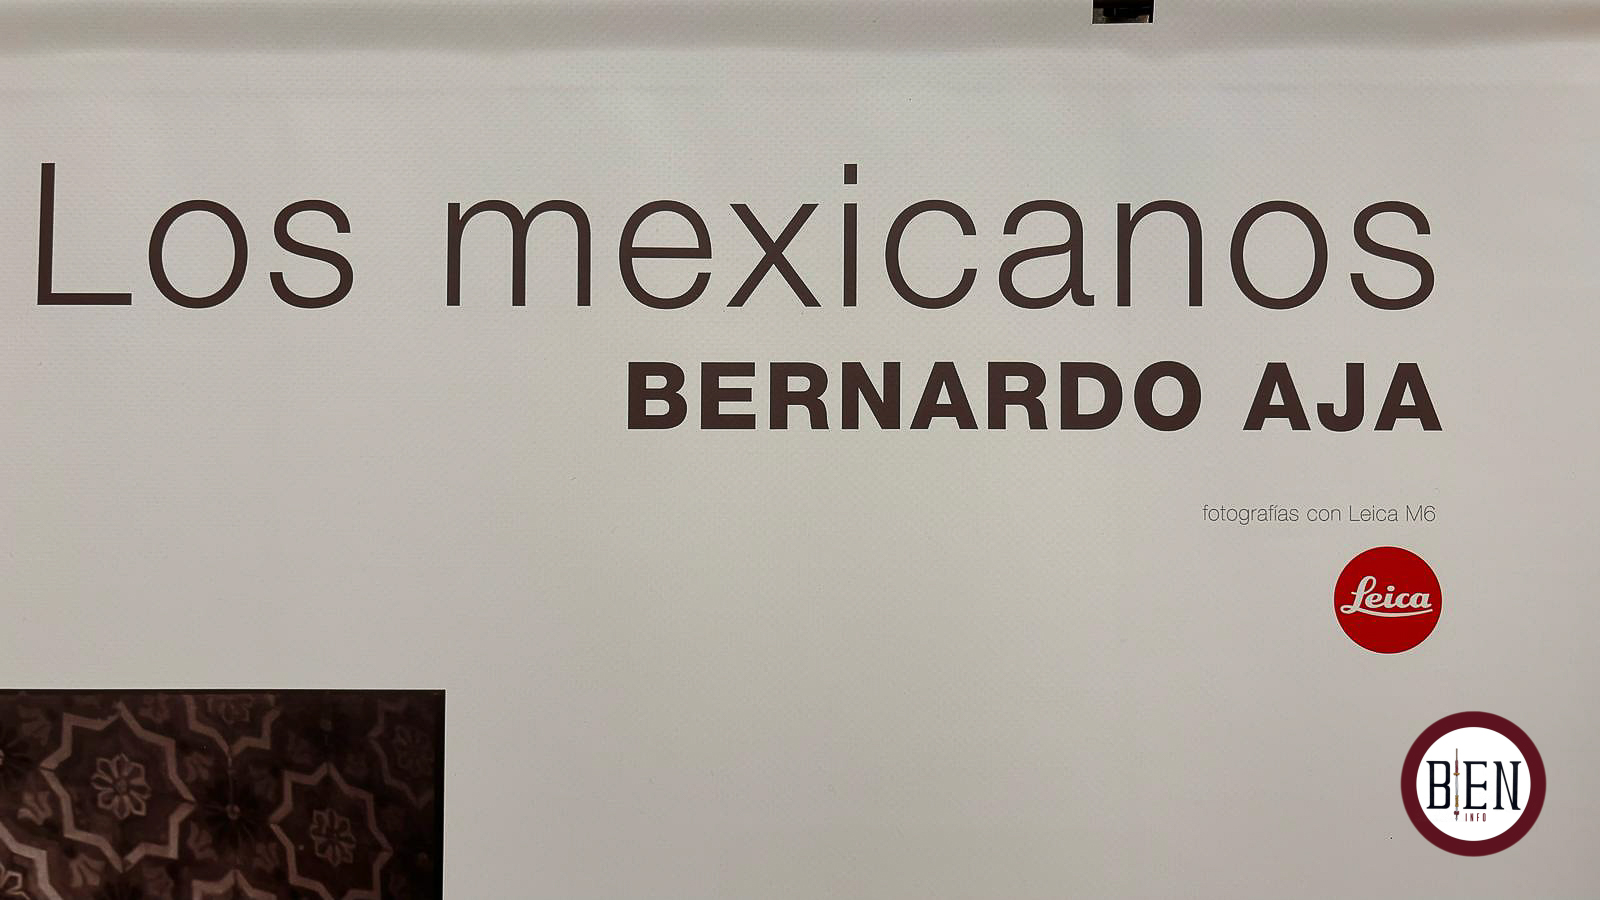 Los mexicanos
BERNARDO AJA
fotografías con Leica M6
Leica
BIEN
INFO